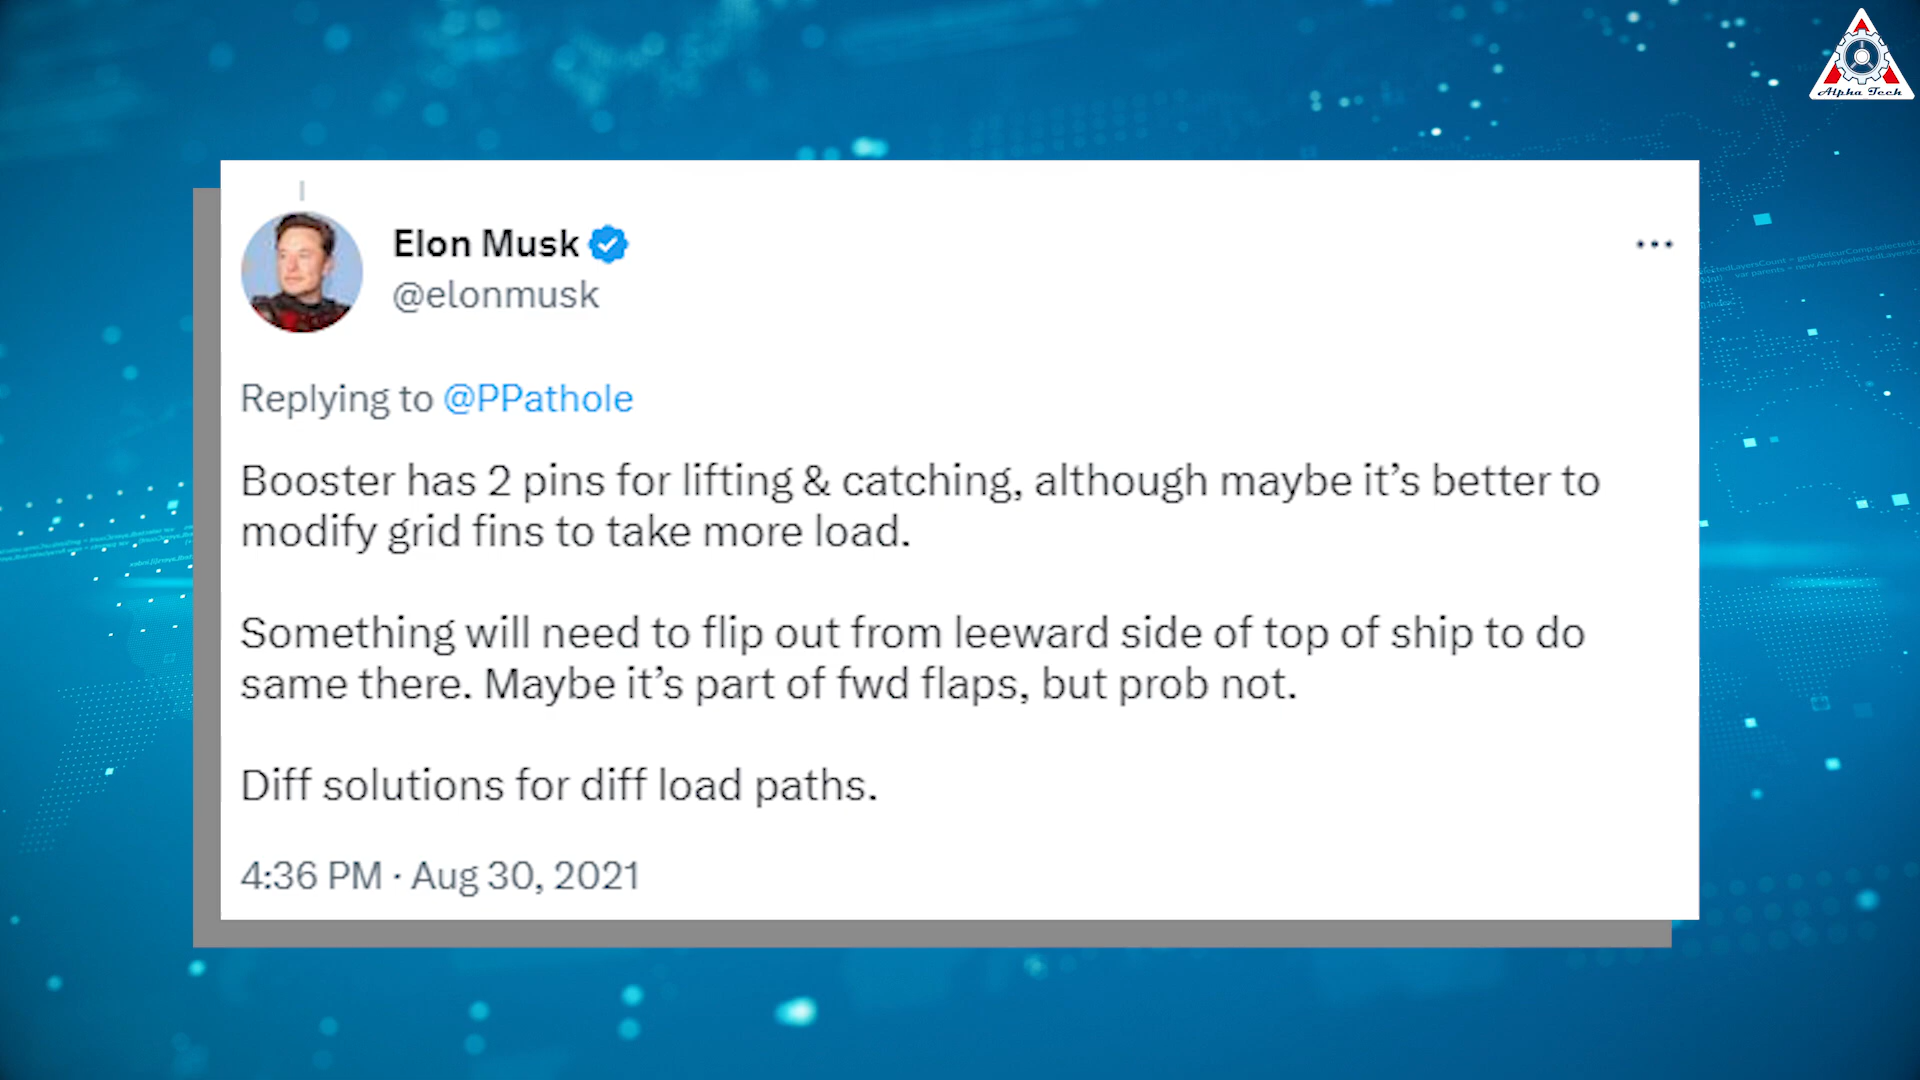 Alpha Tech
Elon Musk
@elonmusk
Replying to @PPathole
Booster has 2 pins for lifting & catching, although maybe it’s better to
modify grid fins to take more load.
Something will need to flip out from leeward side of top of ship to do
same there. Maybe it’s part of fwd flaps, but prob not.
Diff solutions for diff load paths.
4:36 PM · Aug 30, 2021